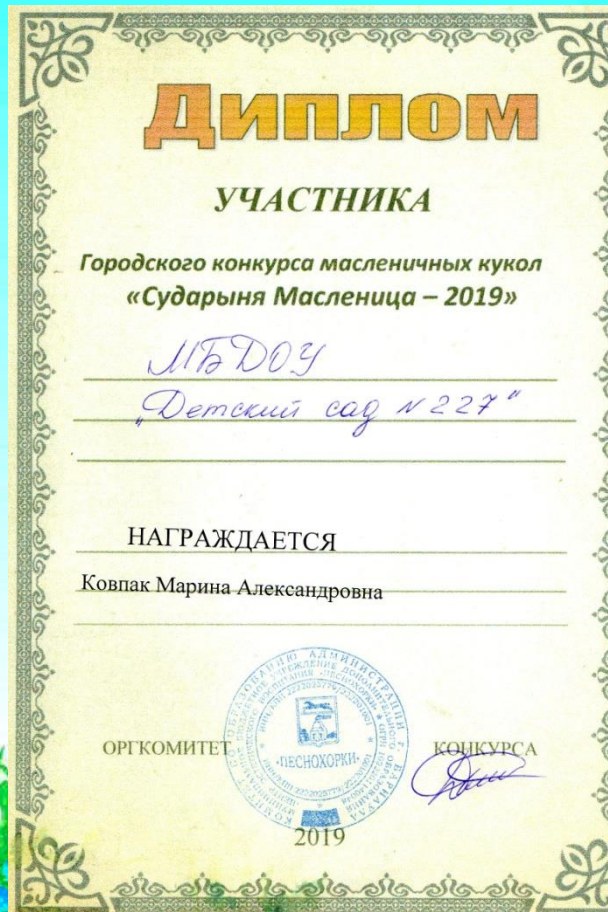 Диплом
УЧАСТНИКА
Городского конкурса масленичных кукол
«Сударыня Масленица – 2019»
МБДОУ
„Детский сад N 227"
НАГРАЖДАЕТСЯ
Ковпак Марина Александровна
ОРГКОМИТЕТ КОНКУРСА
«ПЕСНОХОРКИ»
2019